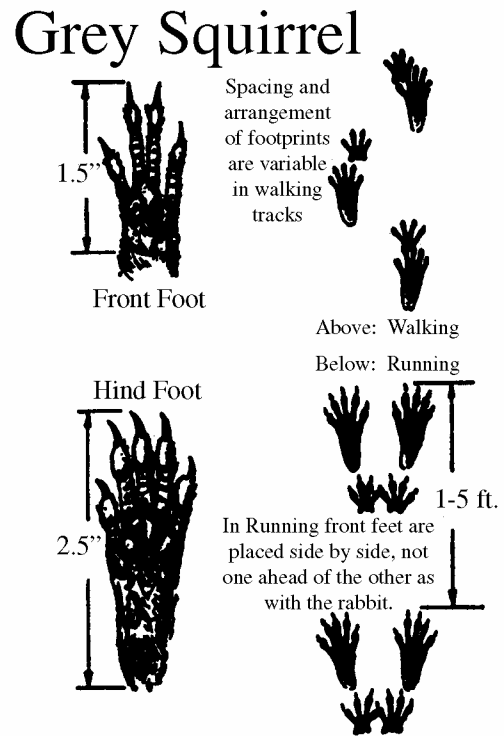 Grey Squirrel
Spacing and
arrangement
of footprints
are variable
in walking
tracks
1.5”
Front Foot
Above: Walking
Below: Running
Hind Foot
2.5”
1-5 ft.
In Running front feet are
placed side by side, not
one ahead of the other as
with the rabbit.